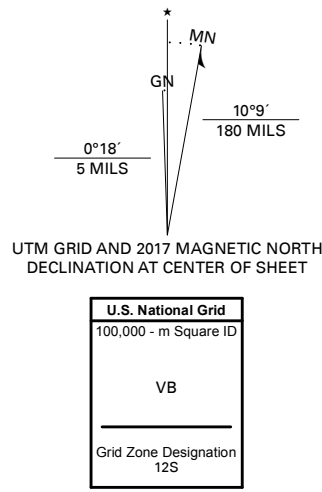 ★
MN
GN
10°9´
180 MILS
0°18´
5 MILS
UTM GRID AND 2017 MAGNETIC NORTH
DECLINATION AT CENTER OF SHEET
U.S. National Grid
100,000 - m Square ID
VB
Grid Zone Designation
12S